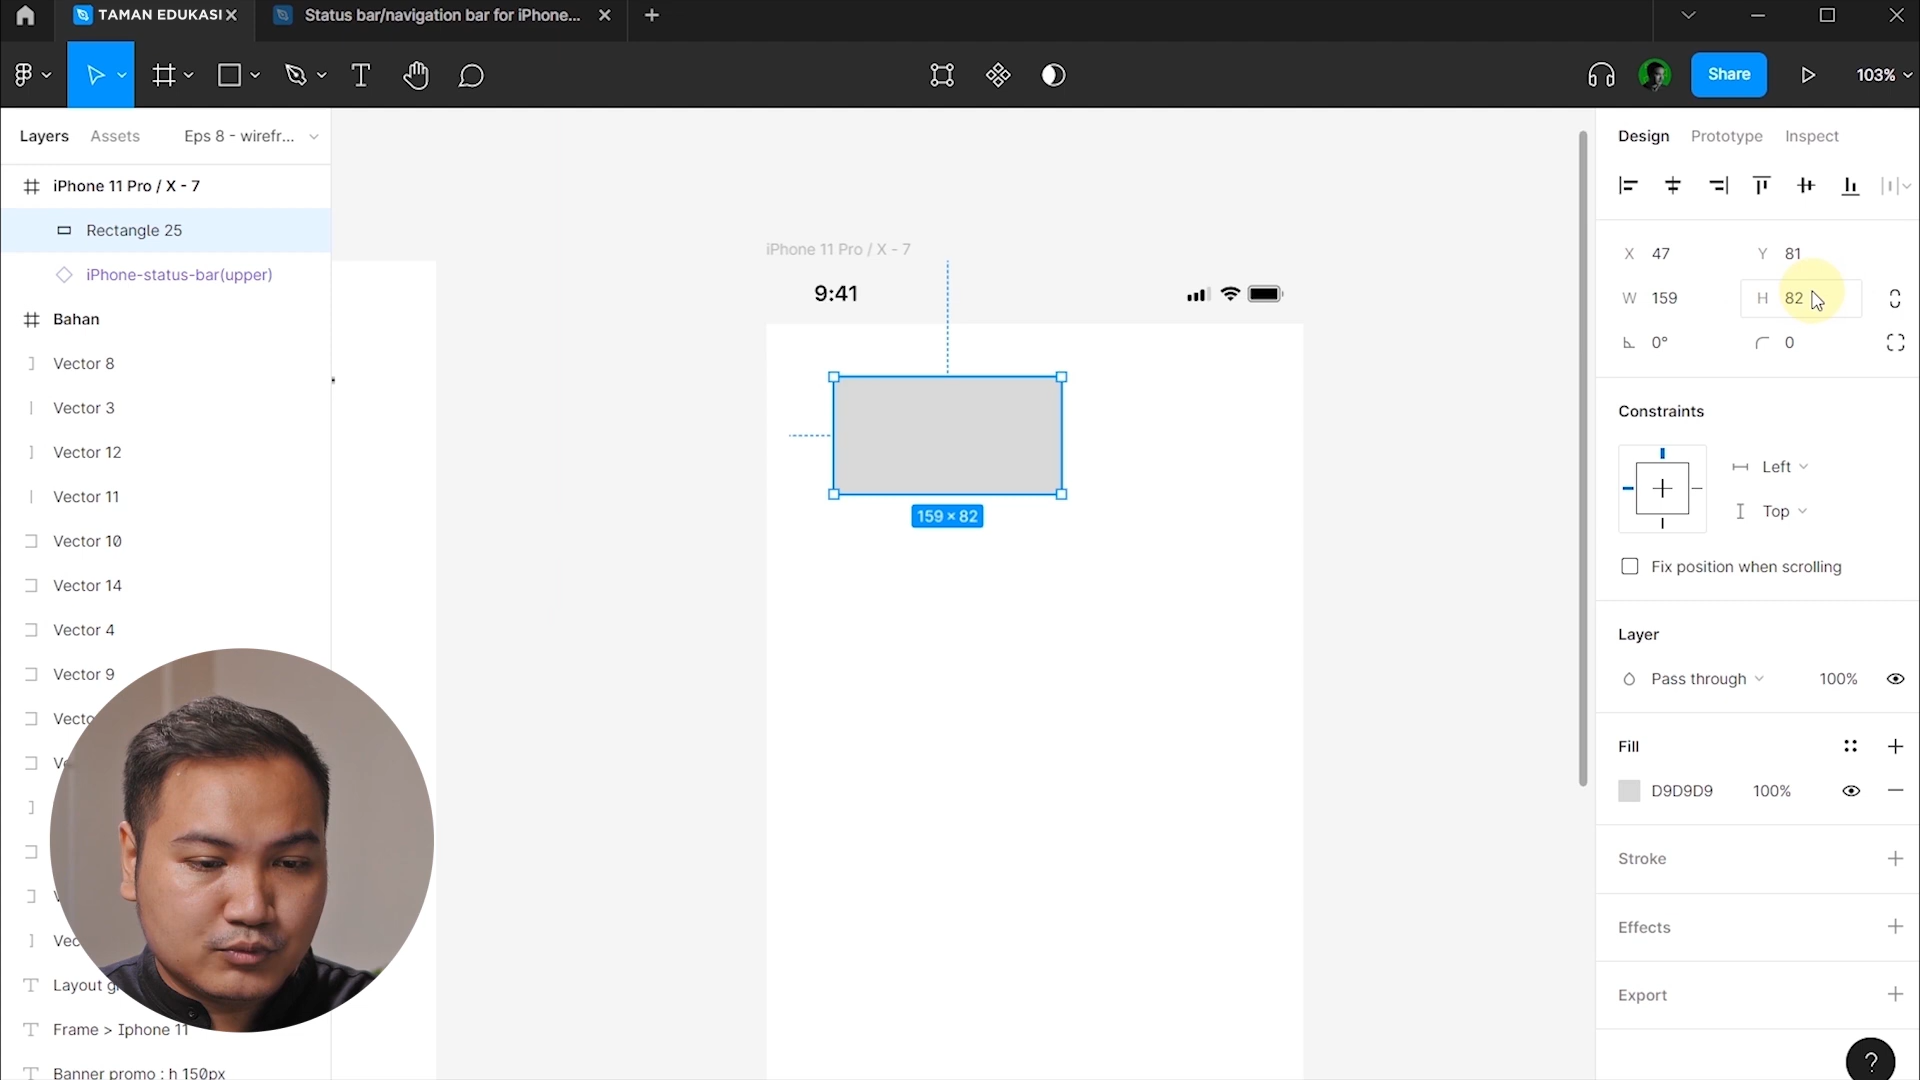 TAMAN EDUKASI
Status bar/navigation bar for iPhone...
Share
103%
Layers
Assets
Eps 8 - wirefr...
iPhone 11 Pro / X - 7
Rectangle 25
iPhone-status-bar(upper)
Bahan
Vector 8
Vector 3
Vector 12
Vector 11
Vector 10
Vector 14
Vector 4
Vector 9
Layout
Frame > Iphone 11
Banner promo : h 150px
iPhone 11 Pro / X - 7
9:41
159 × 82
Design
Prototype
Inspect
X 47
Y 81
W 159
H 82
0°
0
Constraints
Left
Top
Fix position when scrolling
Layer
Pass through
100%
Fill
D9D9D9
100%
Stroke
Effects
Export
?